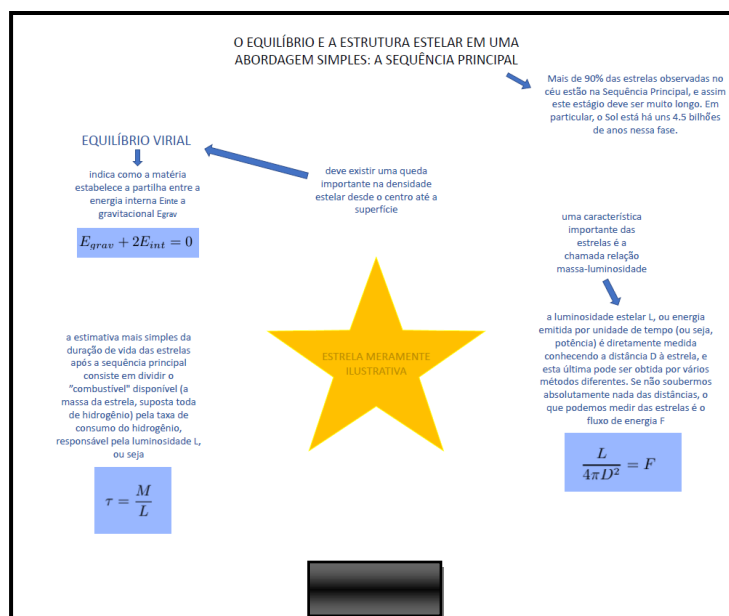 O EQUILÍBRIO E A ESTRUTURA ESTELAR EM UMA
ABORDAGEM SIMPLES: A SEQUÊNCIA PRINCIPAL
Mais de 90% das estrelas observadas no
céu estão na Sequência Principal, e assim
este estágio deve ser muito longo. Em
particular, o Sol está há uns 4.5 bilhões
de anos nessa fase.
EQUILÍBRIO VIRIAL
indica como a matéria
estabelece a partilha entre a
energia interna Einte a
gravitacional Egrav
E_{grav} + 2E_{int} = 0
deve existir uma queda
importante na densidade
estelar desde o centro até a
superfície
uma característica
importante das
estrelas é a
chamada relação
massa-luminosidade
a luminosidade estelar L, ou energia
emitida por unidade de tempo (ou seja,
potência) é diretamente medida
conhecendo a distância D à estrela, e
esta última pode ser obtida por vários
métodos diferentes. Se não soubermos
absolutamente nada das distâncias, o
que podemos medir das estrelas é o
fluxo de energia F
\frac{L}{4πD^2} = F
ESTRELA MERAMENTE
ILUSTRATIVA
a estimativa mais simples da
duração de vida das estrelas
após a sequência principal
consiste em dividir o
"combustível" disponível (a
massa da estrela, suposta toda
de hidrogênio) pela taxa de
consumo do hidrogênio,
responsável pela luminosidade L,
ou seja
τ = \frac{M}{L}